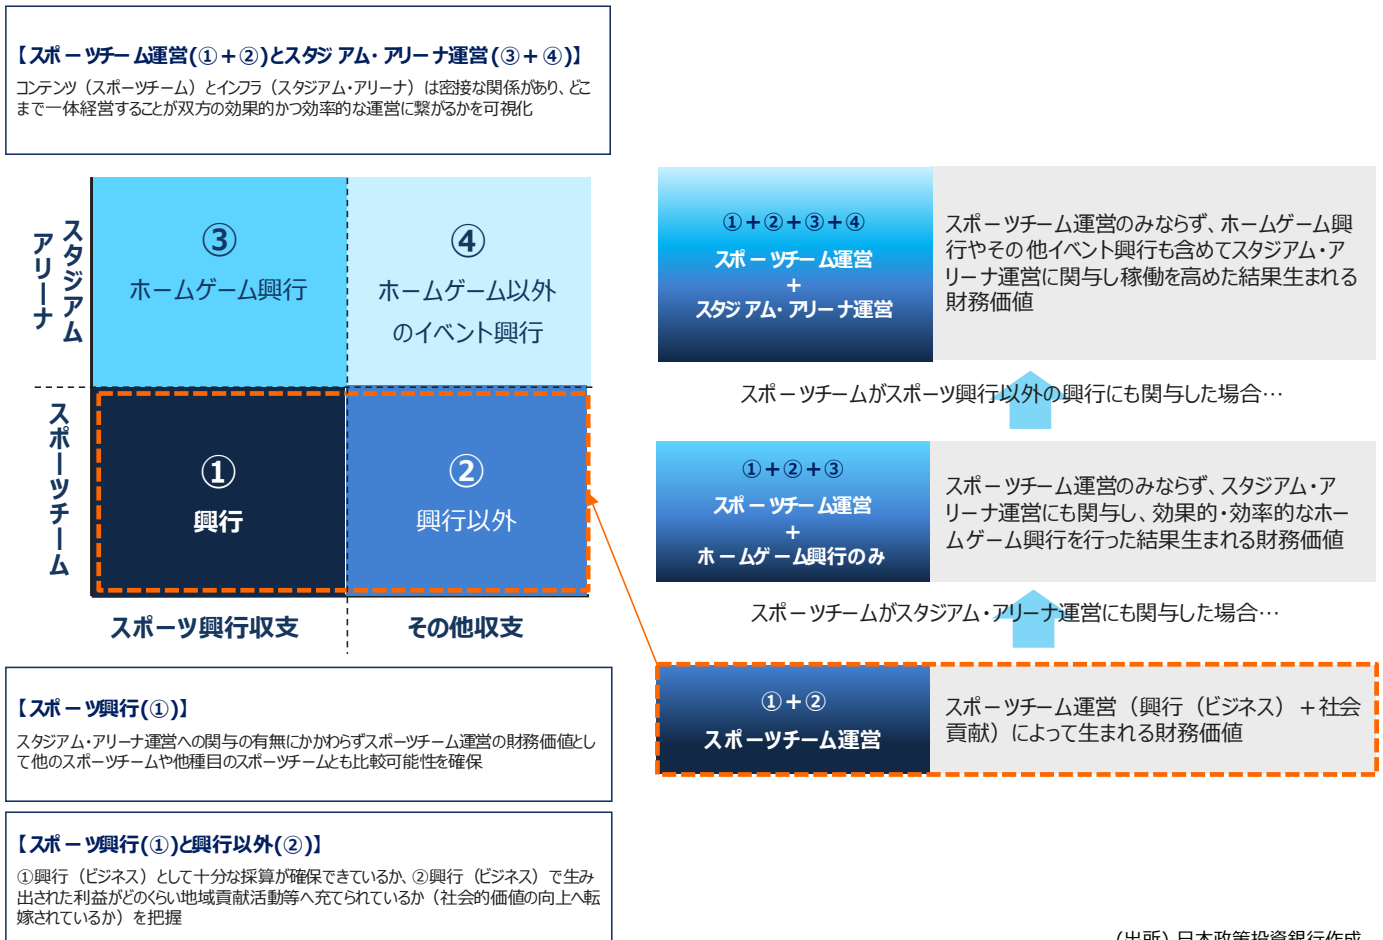 【スポーツチーム運営(①+②)とスタジアム・アリーナ運営(③+④)】
コンテンツ（スポーツチーム）とインフラ（スタジアム・アリーナ）は密接な関係があり、どこ
まで一体経営することが双方の効果的かつ効率的な運営に繋がるかを可視化
スタジアム
アリーナ
③
ホームゲーム興行
④
ホームゲーム以外
のイベント興行
スポーツチーム
①
興行
②
興行以外
スポーツ興行収支
その他収支
【スポーツ興行(①)】
スタジアム・アリーナ運営への関与の有無にかかわらずスポーツチーム運営の財務価値とし
て他のスポーツチームや他種目のスポーツチームとも比較可能性を確保
【スポーツ興行(①)と興行以外(②)】
①興行（ビジネス）として十分な採算が確保できているか、②興行（ビジネス）で生み
出された利益がどのくらい地域貢献活動等へ充てられているか（社会的価値の向上へ転
嫁されているか）を把握
①+②+③+④
スポーツチーム運営
+
スタジアム・アリーナ運営
スポーツチーム運営のみならず、ホームゲーム興
行やその他イベント興行も含めてスタジアム・ア
リーナ運営に関与し稼働を高めた結果生まれる
財務価値
スポーツチームがスポーツ興行以外の興行にも関与した場合…
①+②+③
スポーツチーム運営
+
ホームゲーム興行のみ
スポーツチーム運営のみならず、スタジアム・ア
リーナ運営にも関与し、効果的・効率的なホー
ムゲーム興行を行った結果生まれる財務価値
スポーツチームがスタジアム・アリーナ運営にも関与した場合…
①+②
スポーツチーム運営
スポーツチーム運営（興行（ビジネス）+社会
貢献）によって生まれる財務価値
(出所)日本政策投資銀行作成